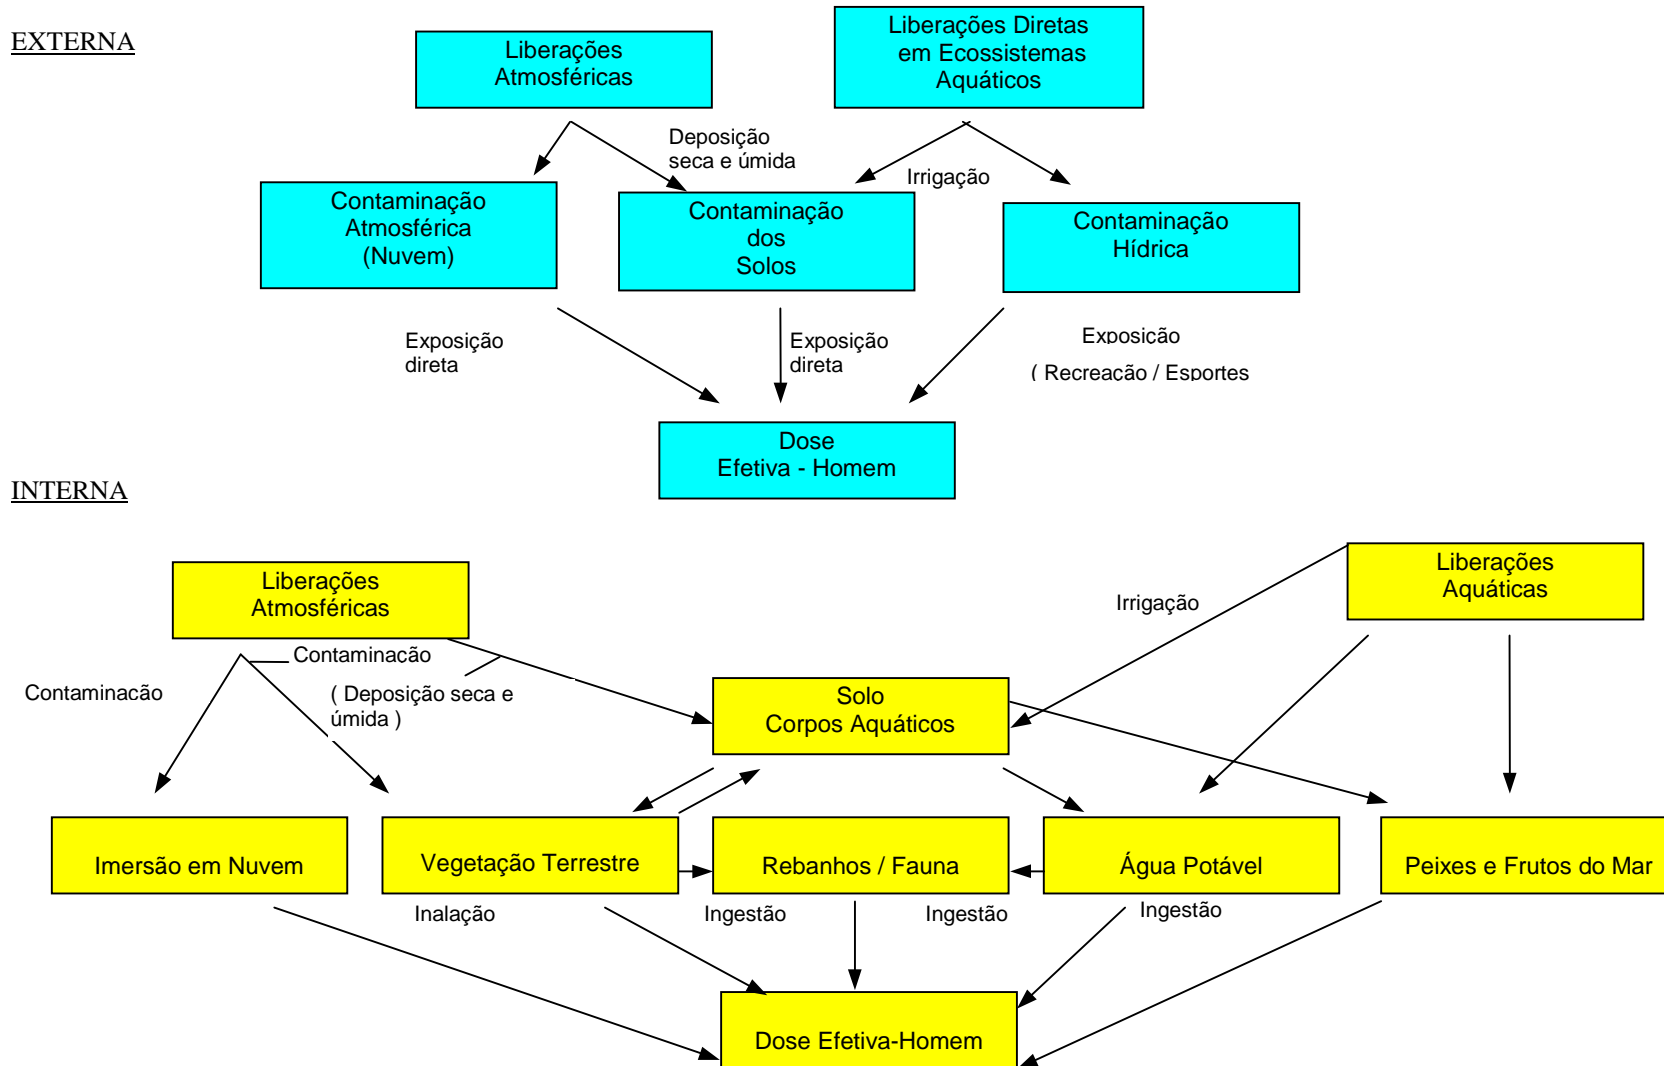 EXTERNA
Liberações
Atmosféricas
Liberações Diretas
em Ecossistemas
Aquáticos
Deposição
seca e úmida
Irrigação
Contaminação
Atmosférica
(Nuvem)
Contaminação
dos
Solos
Contaminação
Hídrica
Exposição
direta
Exposição
direta
Exposição
( Recreação / Esportes
Dose
Efetiva - Homem
INTERNA
Liberações
Atmosféricas
Liberações
Aquáticas
Irrigação
Contaminacão
Contaminacão
( Deposição seca e
úmida )
Solo
Corpos Aquáticos
Imersão em Nuvem
Vegetação Terrestre
Rebanhos / Fauna
Água Potável
Peixes e Frutos do Mar
Inalação
Ingestão
Ingestão
Ingestão
Dose Efetiva-Homem